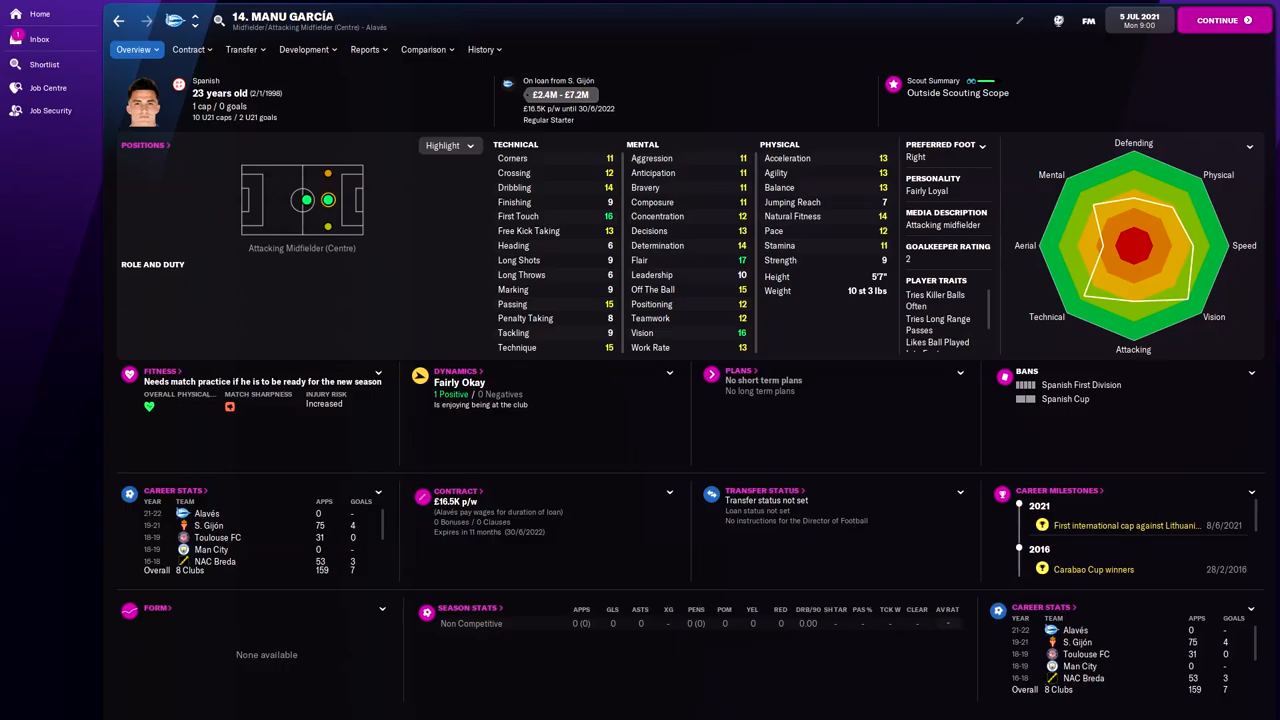 Home
1
Inbox
Shortlist
Job Centre
Job Security
14. MANU GARCÍA
Midfielder/Attacking Midfielder (Centre) - Alavés
FM
5 JUL 2021
Mon 9:00
CONTINUE
Overview
Contract
Transfer
Development
Reports
Comparison
History
Spanish
23 years old (2/1/1998)
1 cap / 0 goals
10 U21 caps / 2 U21 goals
On loan from S. Gijón
£2.4M - £7.2M
£16.5K p/w until 30/6/2022
Regular Starter
Scout Summary
Outside Scouting Scope
POSITIONS
Attacking Midfielder (Centre)
ROLE AND DUTY
Highlight
TECHNICAL
Corners 11
Crossing 12
Dribbling 14
Finishing 9
First Touch 16
Free Kick Taking 13
Heading 6
Long Shots 9
Long Throws 6
Marking 9
Passing 15
Penalty Taking 8
Tackling 9
Technique 15
MENTAL
Aggression 11
Anticipation 11
Bravery 11
Composure 11
Concentration 12
Decisions 13
Determination 14
Flair 17
Leadership 10
Off The Ball 15
Positioning 12
Teamwork 12
Vision 16
Work Rate 13
PHYSICAL
Acceleration 13
Agility 13
Balance 13
Jumping Reach 7
Natural Fitness 14
Pace 12
Stamina 11
Strength 9
Height 5'7"
Weight 10 st 3 lbs
PREFERRED FOOT
Right
PERSONALITY
Fairly Loyal
MEDIA DESCRIPTION
Attacking midfielder
GOALKEEPER RATING
2
PLAYER TRAITS
Tries Killer Balls
Often
Tries Long Range
Passes
Likes Ball Played
Defending
Physical
Speed
Vision
Attacking
Technical
Aerial
Mental
FITNESS
Needs match practice if he is to be ready for the new season
OVERALL PHYSICAL... MATCH SHARPNESS INJURY RISK
Increased
DYNAMICS
Fairly Okay
1 Positive / 0 Negatives
Is enjoying being at the club
PLANS
No short term plans
No long term plans
BANS
Spanish First Division
Spanish Cup
CAREER STATS
YEAR TEAM APPS GOALS
21-22 Alavés 0 -
19-21 S. Gijón 75 4
18-19 Toulouse FC 31 0
18-19 Man City 0 -
16-18 NAC Breda 53 3
Overall 8 Clubs 159 7
CONTRACT
£16.5K p/w
(Alavés pay wages for duration of loan)
0 Bonuses / 0 Clauses
Expires in 11 months (30/6/2022)
TRANSFER STATUS
Transfer status not set
Loan status not set
No instructions for the Director of Football
CAREER MILESTONES
2021
First international cap against Lithuani... 8/6/2021
2016
Carabao Cup winners 28/2/2016
FORM
None available
SEASON STATS APPS GLS ASTS XG PENS POM YEL RED DRB/90 SH TAR PAS % TCK W CLEAR AV RAT
Non Competitive 0 (0) 0 0 - 0 (0) 0 0 0 0.00 - - - - -
CAREER STATS
YEAR TEAM APPS GOALS
21-22 Alavés 0 -
19-21 S. Gijón 75 4
18-19 Toulouse FC 31 0
18-19 Man City 0 -
16-18 NAC Breda 53 3
Overall 8 Clubs 159 7